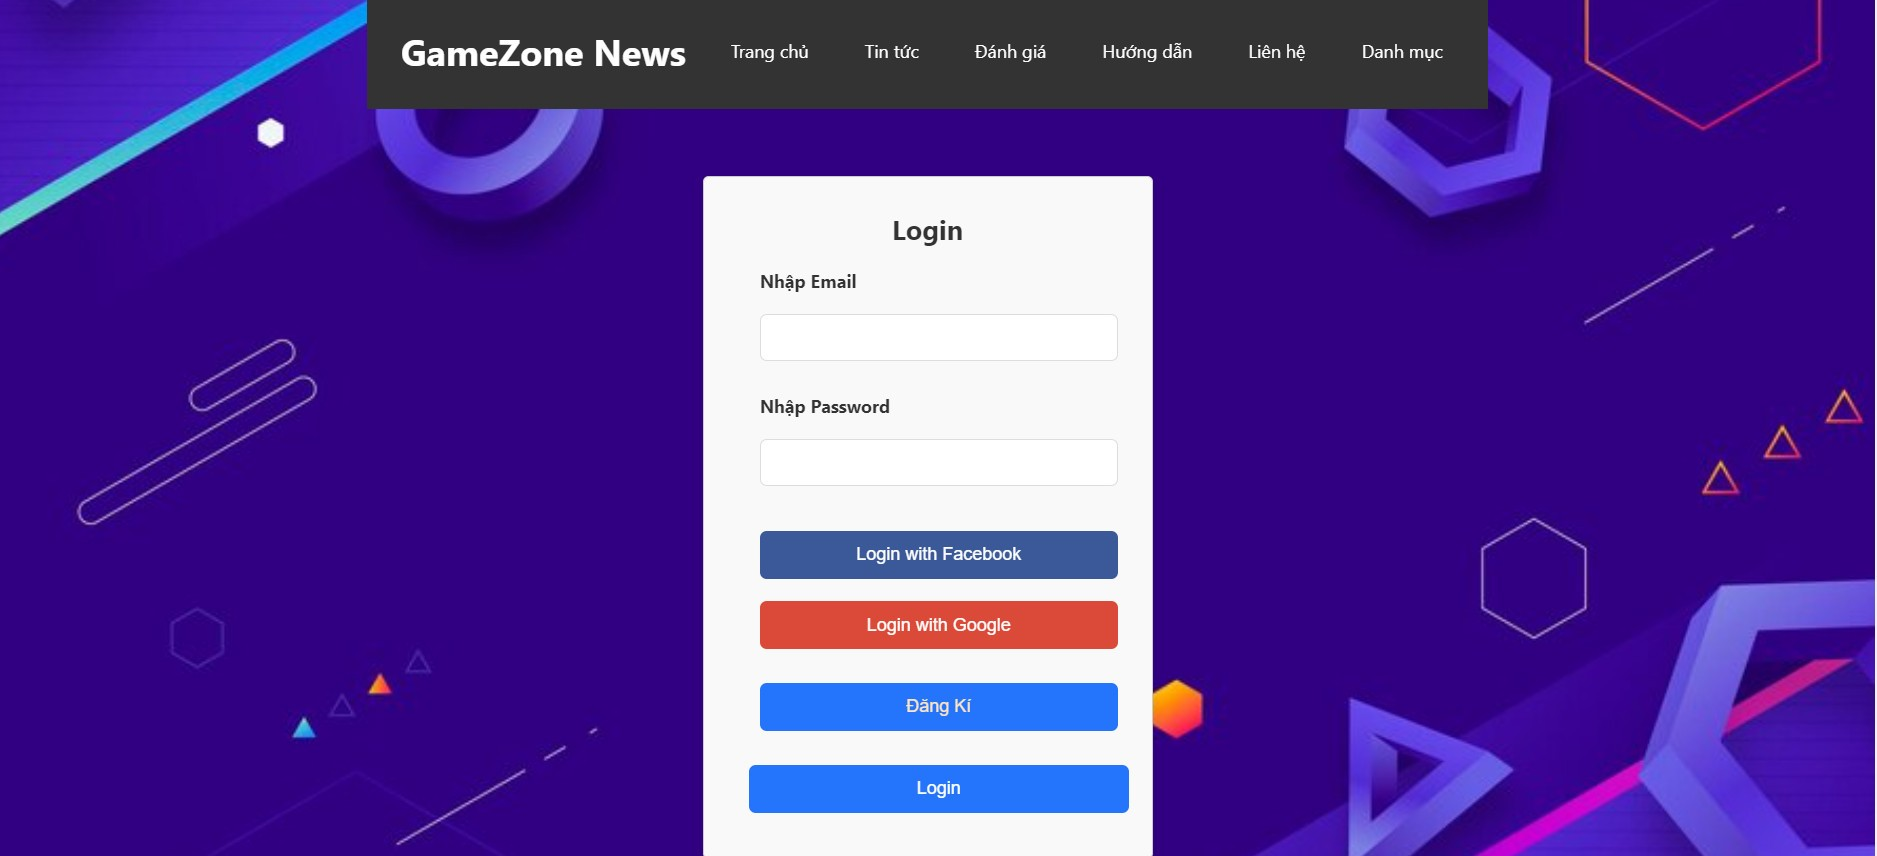 GameZone News
Trang chủ
Tin tức
Đánh giá
Hướng dẫn
Liên hệ
Danh mục
Login
Nhập Email
Nhập Password
Login with Facebook
Login with Google
Đăng Kí
Login